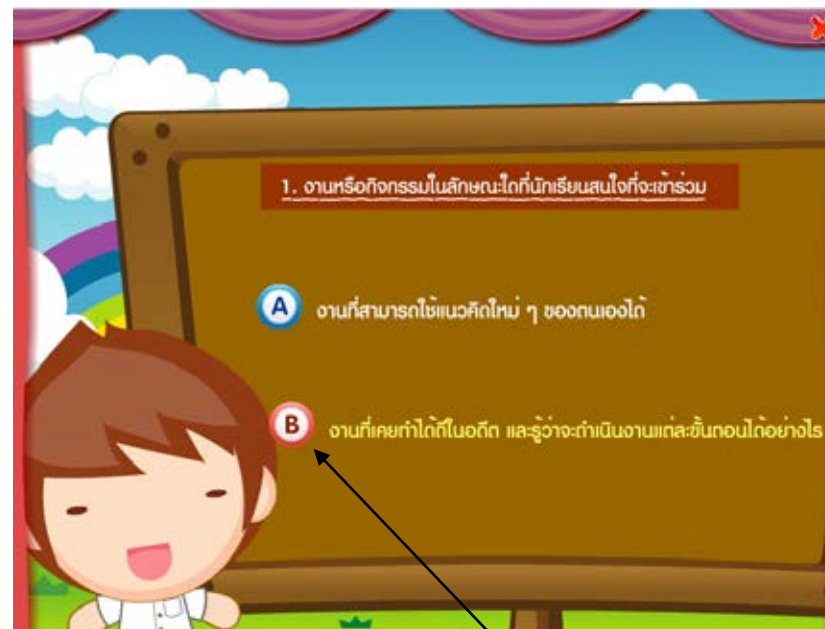 1. งานหรือกิจกรรมในลักษณะใดที่นักเรียนสนใจที่จะเข้าร่วม
A งานที่สามารถใช้แนวคิดใหม่ ๆ ของตนเองได้
B งานที่เคยทำได้ดีในอดีต และรู้ว่าจะดำเนินงานแต่ละขั้นตอนได้อย่างไร